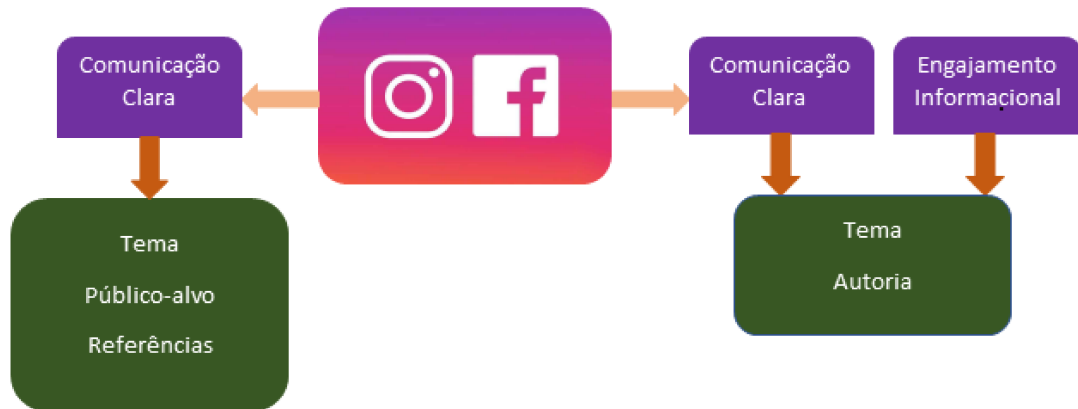 Comunicação
Clara
Tema
Público-alvo
Referências
Comunicação
Clara
Engajamento
Informacional
Tema
Autoria